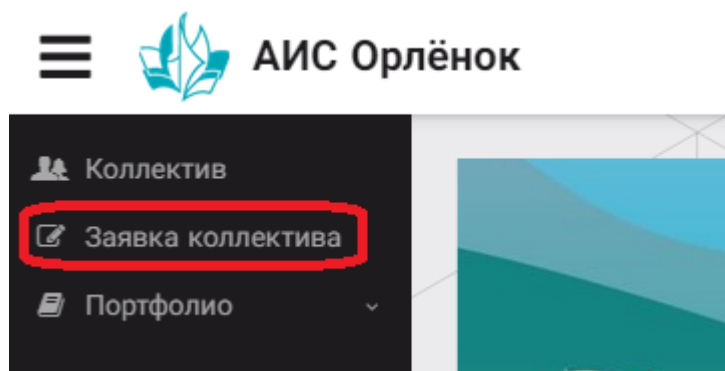 АИС Орлёнок
Коллектив
Заявка коллектива
Портфолио